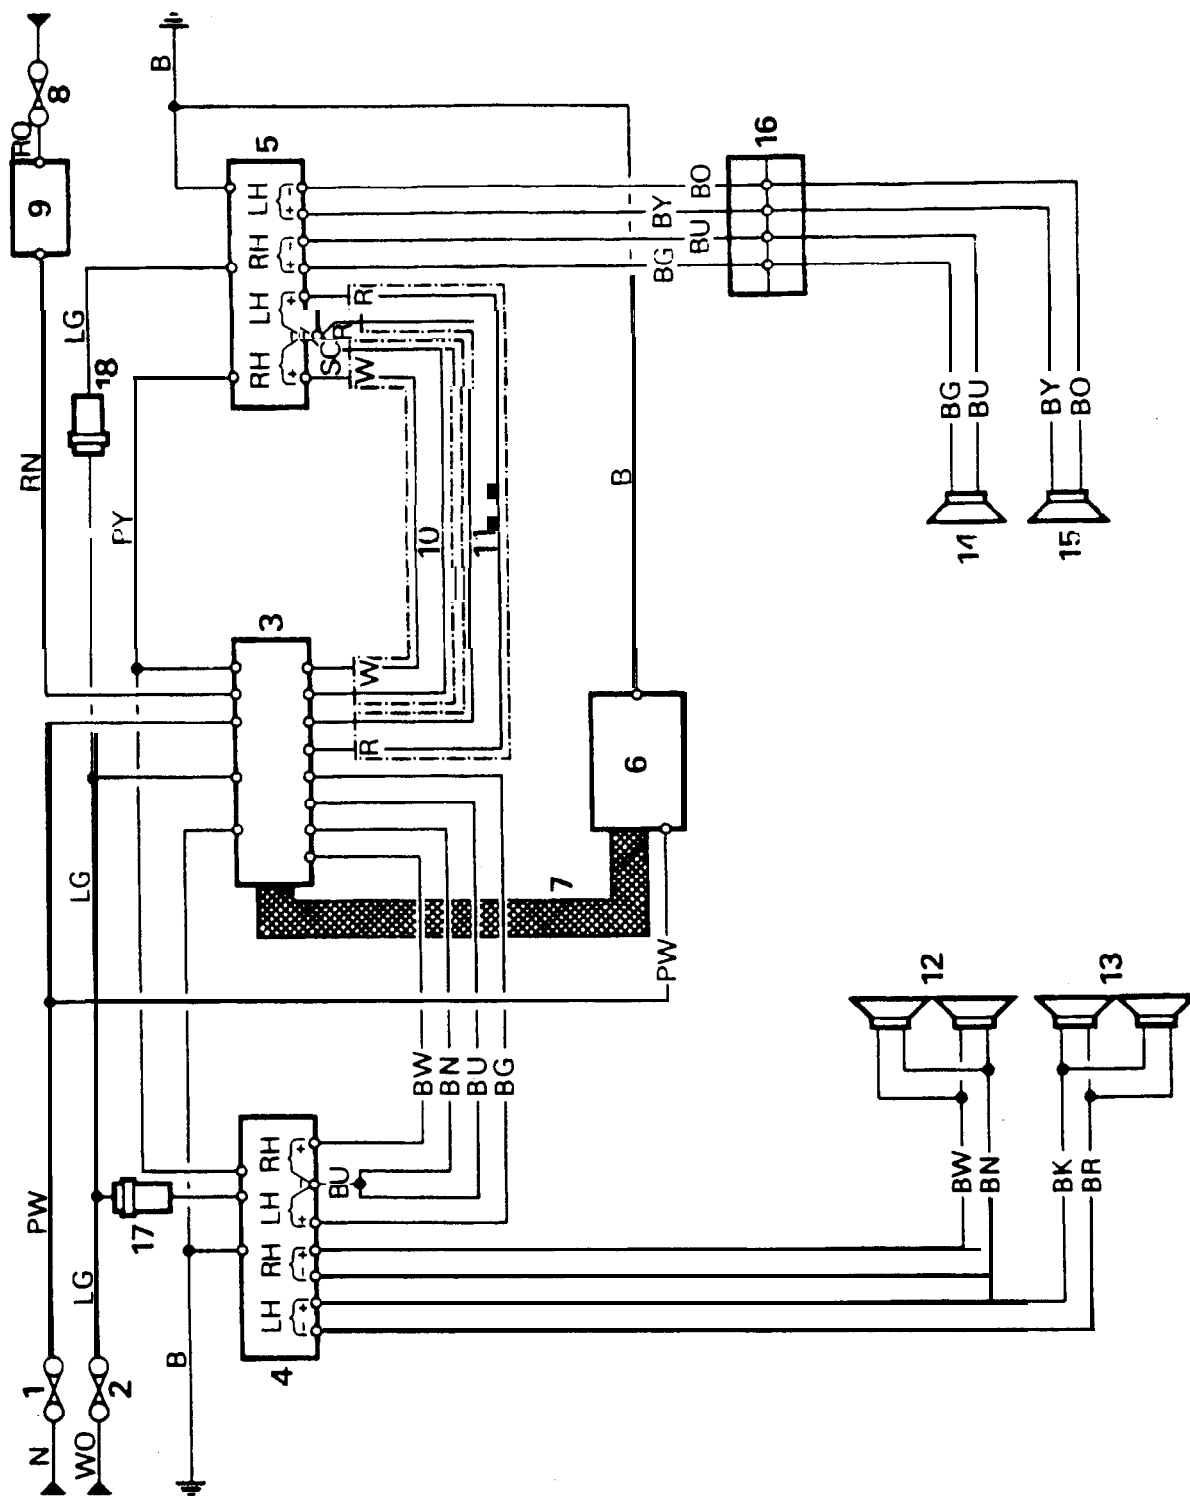 B
8
RO
9
5
16
LH
+ -
RH
+ -
LH
+
RH
+
BO
BY
BU
BG
LG
18
R
R
SC
W
RN
PY
B
10
11
BG
BU
BY
BO
14
15
3
W
R
6
LG
7
PW
12
13
BW
BN
BU
BG
PW
17
RH
+
-
LH
+
BU
RH
+ -
LH
+ -
4
BW
BN
BK
BR
LG
B
1
2
N
WO